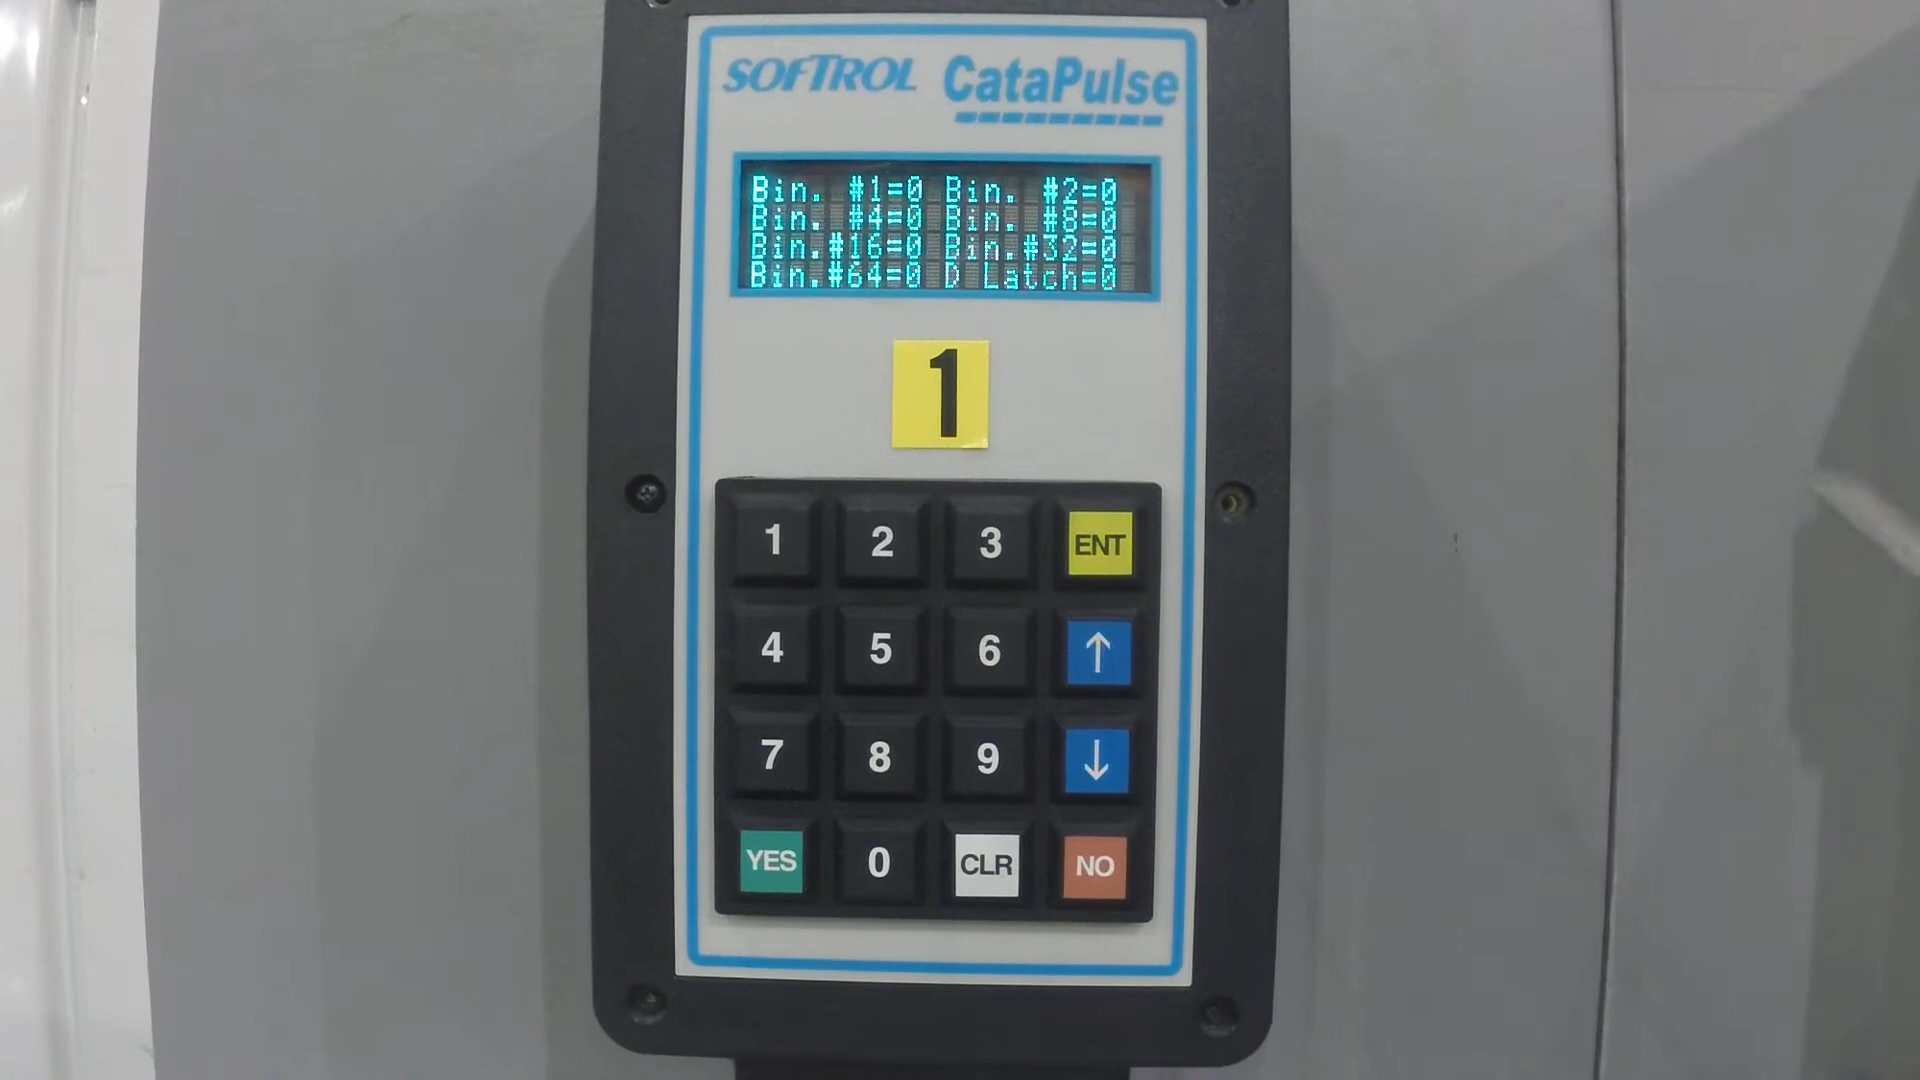 SOFTROL CataPulse
Bin. #1=0 Bin. #2=0
Bin. #4=0 Bin. #8=0
Bin.#16=0 Bin.#32=0
Bin.#64=0 D Latch=0
1
1 2 3 ENT
4 5 6 ↑
7 8 9 ↓
YES 0 CLR NO